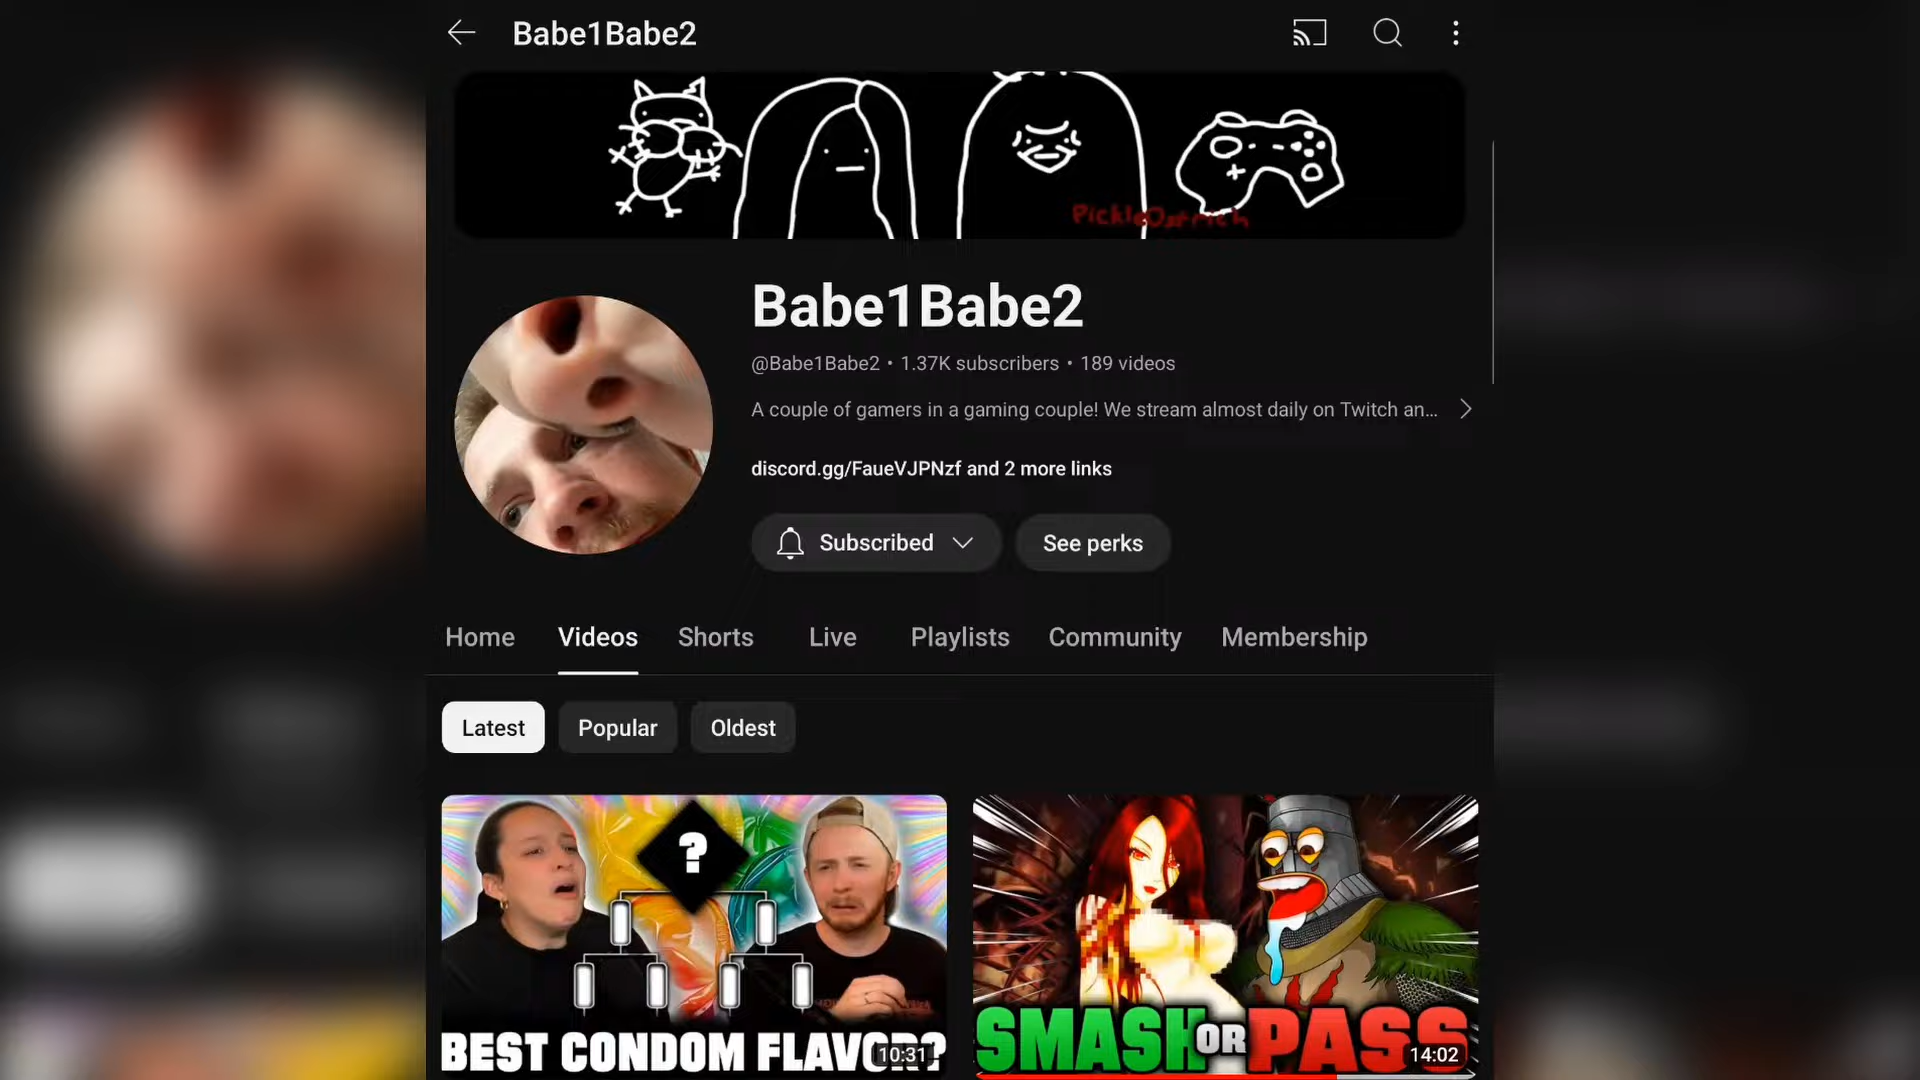 Babe1Babe2
PickleOstrich
Babe1Babe2
@Babe1Babe2 • 1.37K subscribers • 189 videos
A couple of gamers in a gaming couple! We stream almost daily on Twitch an...
discord.gg/FaueVJPNzf and 2 more links
Subscribed
See perks
Home Videos Shorts Live Playlists Community Membership
Latest Popular Oldest
?
BEST CONDOM FLAVOR?
10:31
SMASH OR PASS
14:02